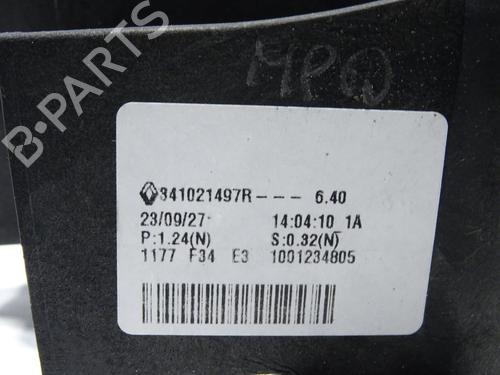 B-PARTS
341021497R--- 6.40
23/09/27 14:04:10 1A
P:1.24(N) S:0.32(N)
1177 F34 E3 1001234805